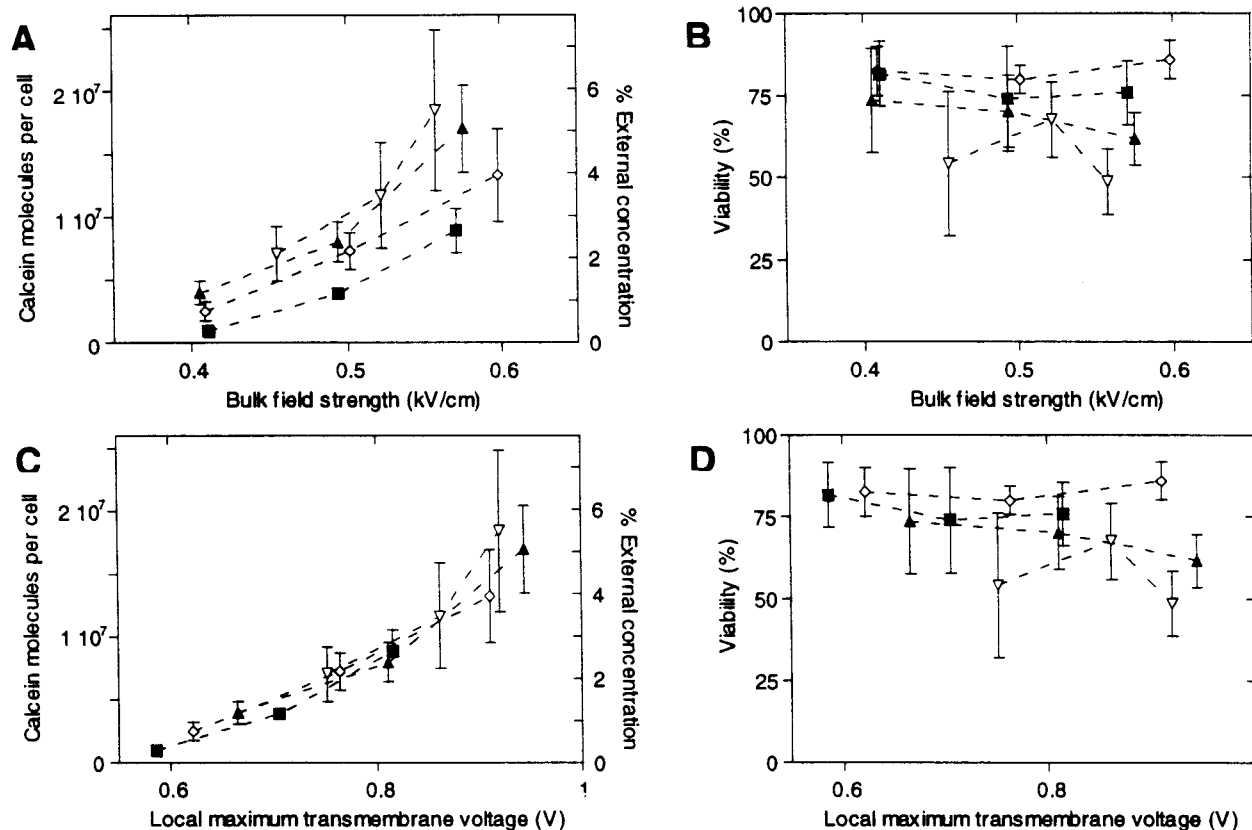 A
Calcein molecules per cell
2 10⁷
1 10⁷
0
6
4
2
0
% External concentration
0.4
0.5
0.6
Bulk field strength (kV/cm)
B
Viability (%)
100
75
50
25
0
0.4
0.5
0.6
Bulk field strength (kV/cm)
C
Calcein molecules per cell
2 10⁷
1 10⁷
0
6
4
2
0
% External concentration
0.6
0.8
1
Local maximum transmembrane voltage (V)
D
Viability (%)
100
75
50
25
0
0.6
0.8
Local maximum transmembrane voltage (V)